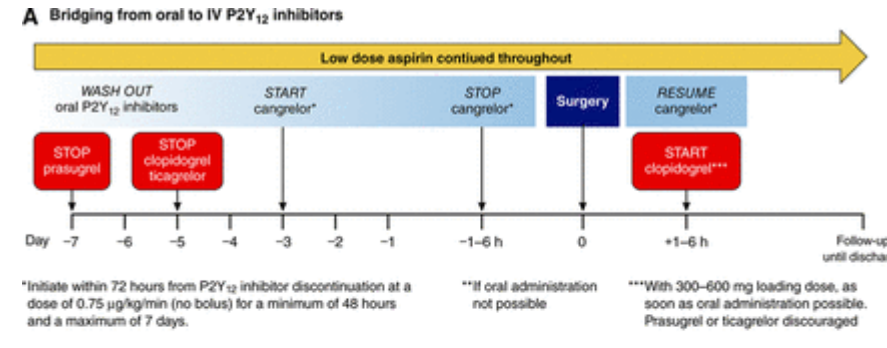 A Bridging from oral to IV P2Y12 inhibitors
Low dose aspirin contiued throughout
WASH OUT
oral P2Y12 inhibitors
START
cangrelor*
STOP
cangrelor*
Surgery
RESUME
cangrelor*
STOP
prasugrel
STOP
clopidogrel
ticagrelor
START
clopidogrel***
Day -7 -6 -5 -4 -3 -2 -1 -1-6 h 0 +1-6 h Follow-up
until discha
*Initiate within 72 hours from P2Y12 inhibitor discontinuation at a
dose of 0.75 µg/kg/min (no bolus) for a minimum of 48 hours
and a maximum of 7 days.
**If oral administration
not possible
***With 300–600 mg loading dose, as
soon as oral administration possible.
Prasugrel or ticagrelor discouraged